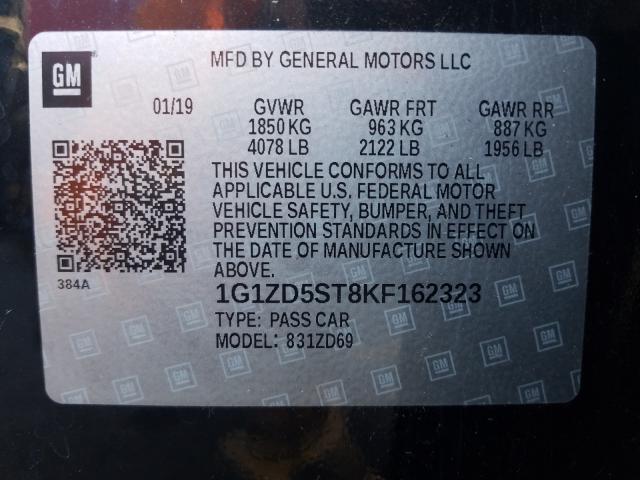 GM
MFD BY GENERAL MOTORS LLC
01/19 GVWR GAWR FRT GAWR RR
1850 KG 963 KG 887 KG
4078 LB 2122 LB 1956 LB
THIS VEHICLE CONFORMS TO ALL
APPLICABLE U.S. FEDERAL MOTOR
VEHICLE SAFETY, BUMPER, AND THEFT
PREVENTION STANDARDS IN EFFECT ON
THE DATE OF MANUFACTURE SHOWN
ABOVE.
384A
1G1ZD5ST8KF162323
TYPE: PASS CAR
MODEL: 831ZD69